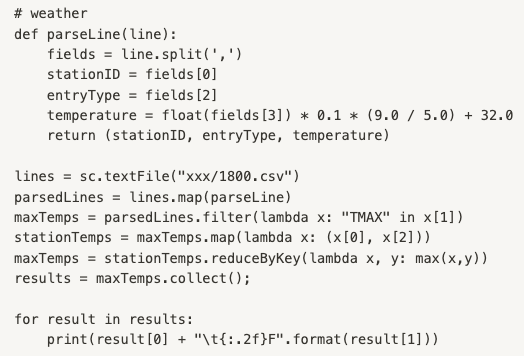 # weather
def parseLine(line):
    fields = line.split(',')
    stationID = fields[0]
    entryType = fields[2]
    temperature = float(fields[3]) * 0.1 * (9.0 / 5.0) + 32.0
    return (stationID, entryType, temperature)

lines = sc.textFile("xxx/1800.csv")
parsedLines = lines.map(parseLine)
maxTemps = parsedLines.filter(lambda x: "TMAX" in x[1])
stationTemps = maxTemps.map(lambda x: (x[0], x[2]))
maxTemps = stationTemps.reduceByKey(lambda x, y: max(x,y))
results = maxTemps.collect();

for result in results:
    print(result[0] + "\t{:.2f}F".format(result[1]))